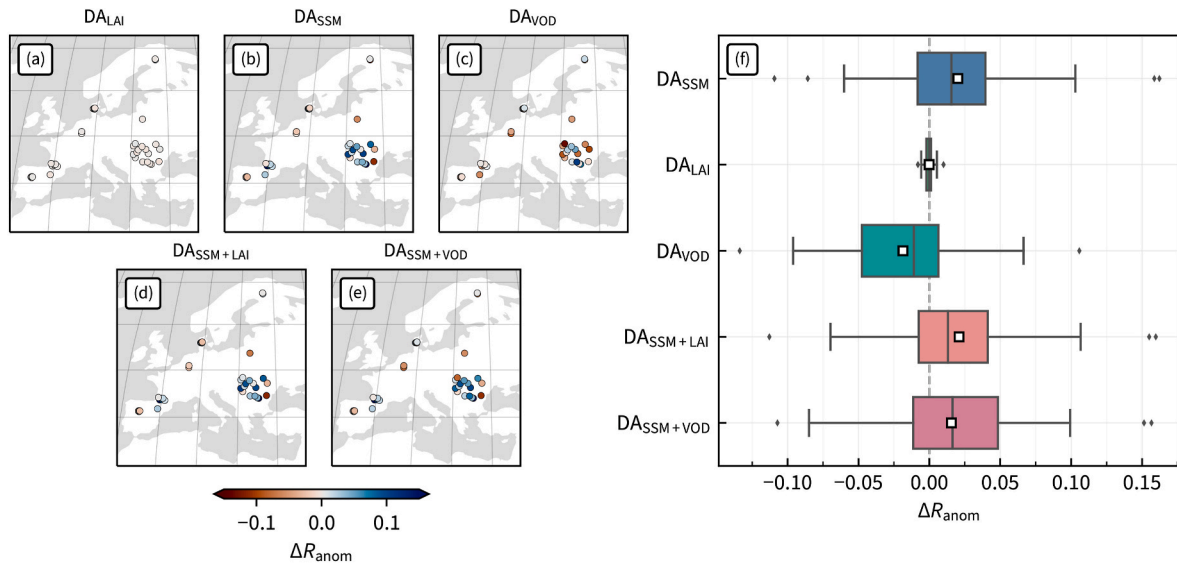 DA_LAI
DA_SSM
DA_VOD
(a)
(b)
(c)
DA_SSM + LAI
DA_SSM + VOD
(d)
(e)
−0.1 0.0 0.1
ΔR_anom
(f)
DA_SSM
DA_LAI
DA_VOD
DA_SSM + LAI
DA_SSM + VOD
−0.10 −0.05 0.00 0.05 0.10 0.15
ΔR_anom